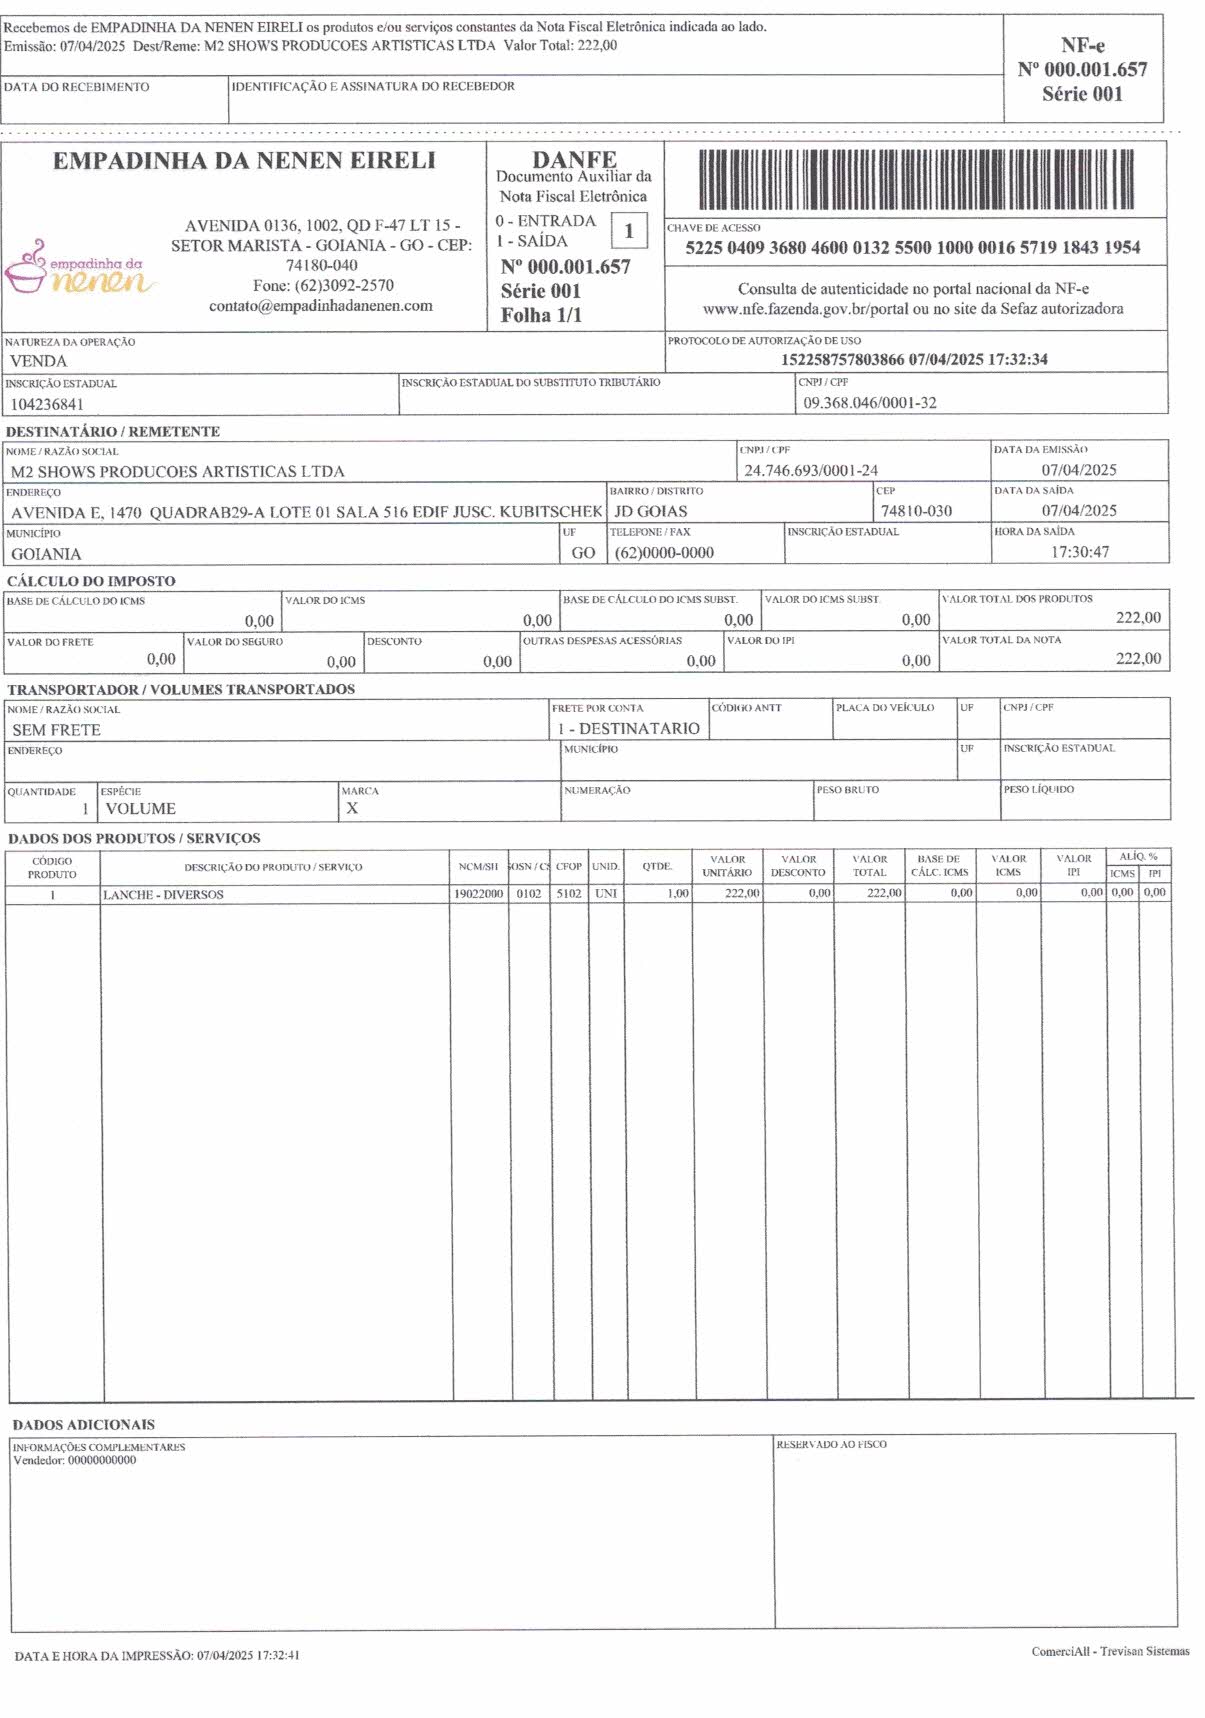 Recebemos de EMPADINHA DA NENEN EIRELI os produtos e/ou serviços constantes da Nota Fiscal Eletrônica indicada ao lado.
Emissão: 07/04/2025 Dest/Reme: M2 SHOWS PRODUCOES ARTISTICAS LTDA Valor Total: 222,00
NF-e
Nº 000.001.657
Série 001
DATA DO RECEBIMENTO
IDENTIFICAÇÃO E ASSINATURA DO RECEBEDOR
EMPADINHA DA NENEN EIRELI
empadinha da
nenen
AVENIDA 0136, 1002, QD F-47 LT 15 -
SETOR MARISTA - GOIANIA - GO - CEP:
74180-040
Fone: (62)3092-2570
contato@empadinhadanenen.com
DANFE
Documento Auxiliar da
Nota Fiscal Eletrônica
0 - ENTRADA
1 - SAÍDA
1
Nº 000.001.657
Série 001
Folha 1/1
CHAVE DE ACESSO
5225 0409 3680 4600 0132 5500 1000 0016 5719 1843 1954
Consulta de autenticidade no portal nacional da NF-e
www.nfe.fazenda.gov.br/portal ou no site da Sefaz autorizadora
NATUREZA DA OPERAÇÃO
VENDA
PROTOCOLO DE AUTORIZAÇÃO DE USO
152258757803866 07/04/2025 17:32:34
INSCRIÇÃO ESTADUAL
104236841
INSCRIÇÃO ESTADUAL DO SUBSTITUTO TRIBUTÁRIO
CNPJ / CPF
09.368.046/0001-32
DESTINATÁRIO / REMETENTE
NOME / RAZÃO SOCIAL
M2 SHOWS PRODUCOES ARTISTICAS LTDA
CNPJ / CPF
24.746.693/0001-24
DATA DA EMISSÃO
07/04/2025
ENDEREÇO
AVENIDA E, 1470 QUADRAB29-A LOTE 01 SALA 516 EDIF JUSC. KUBITSCHEK
BAIRRO / DISTRITO
JD GOIAS
CEP
74810-030
DATA DA SAÍDA
07/04/2025
MUNICÍPIO
GOIANIA
UF
GO
TELEFONE / FAX
(62)0000-0000
INSCRIÇÃO ESTADUAL
HORA DA SAÍDA
17:30:47
CÁLCULO DO IMPOSTO
BASE DE CÁLCULO DO ICMS
0,00
VALOR DO ICMS
0,00
BASE DE CÁLCULO DO ICMS SUBST.
0,00
VALOR DO ICMS SUBST.
0,00
VALOR TOTAL DOS PRODUTOS
222,00
VALOR DO FRETE
0,00
VALOR DO SEGURO
0,00
DESCONTO
0,00
OUTRAS DESPESAS ACESSÓRIAS
0,00
VALOR DO IPI
0,00
VALOR TOTAL DA NOTA
222,00
TRANSPORTADOR / VOLUMES TRANSPORTADOS
NOME / RAZÃO SOCIAL
SEM FRETE
FRETE POR CONTA
1 - DESTINATARIO
CÓDIGO ANTT
PLACA DO VEÍCULO
UF
CNPJ / CPF
ENDEREÇO
MUNICÍPIO
UF
INSCRIÇÃO ESTADUAL
QUANTIDADE
1
ESPÉCIE
VOLUME
MARCA
X
NUMERAÇÃO
PESO BRUTO
PESO LÍQUIDO
DADOS DOS PRODUTOS / SERVIÇOS
CÓDIGO PRODUTO DESCRIÇÃO DO PRODUTO / SERVIÇO NCM/SH OSN / CS CFOP UNID. QTDE. VALOR UNITÁRIO VALOR DESCONTO VALOR TOTAL BASE DE CÁLC. ICMS VALOR ICMS VALOR IPI ALÍQ. % ICMS IPI
1 LANCHE - DIVERSOS 19022000 0102 5102 UNI 1,00 222,00 0,00 222,00 0,00 0,00 0,00 0,00 0,00
DADOS ADICIONAIS
INFORMAÇÕES COMPLEMENTARES
Vendedor: 00000000000
RESERVADO AO FISCO
DATA E HORA DA IMPRESSÃO: 07/04/2025 17:32:41
ComerciAll - Trevisan Sistemas